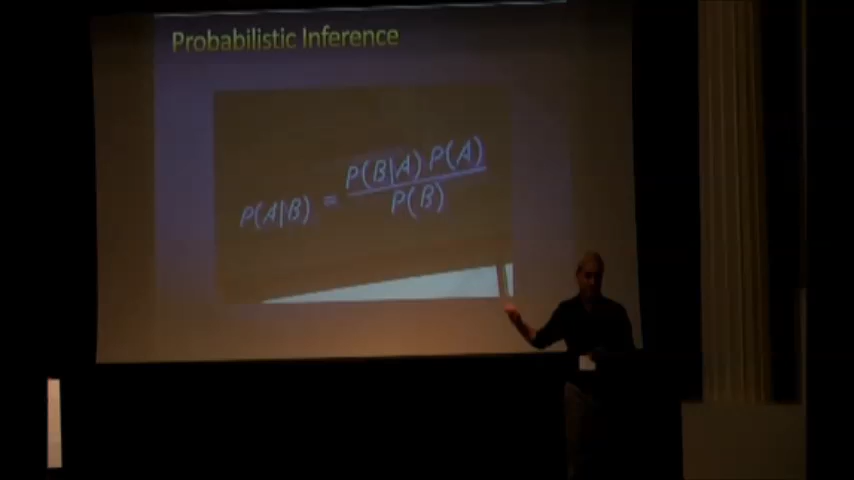 Probabilistic Inference
P(A|B) = P(B|A) P(A)
P(B)